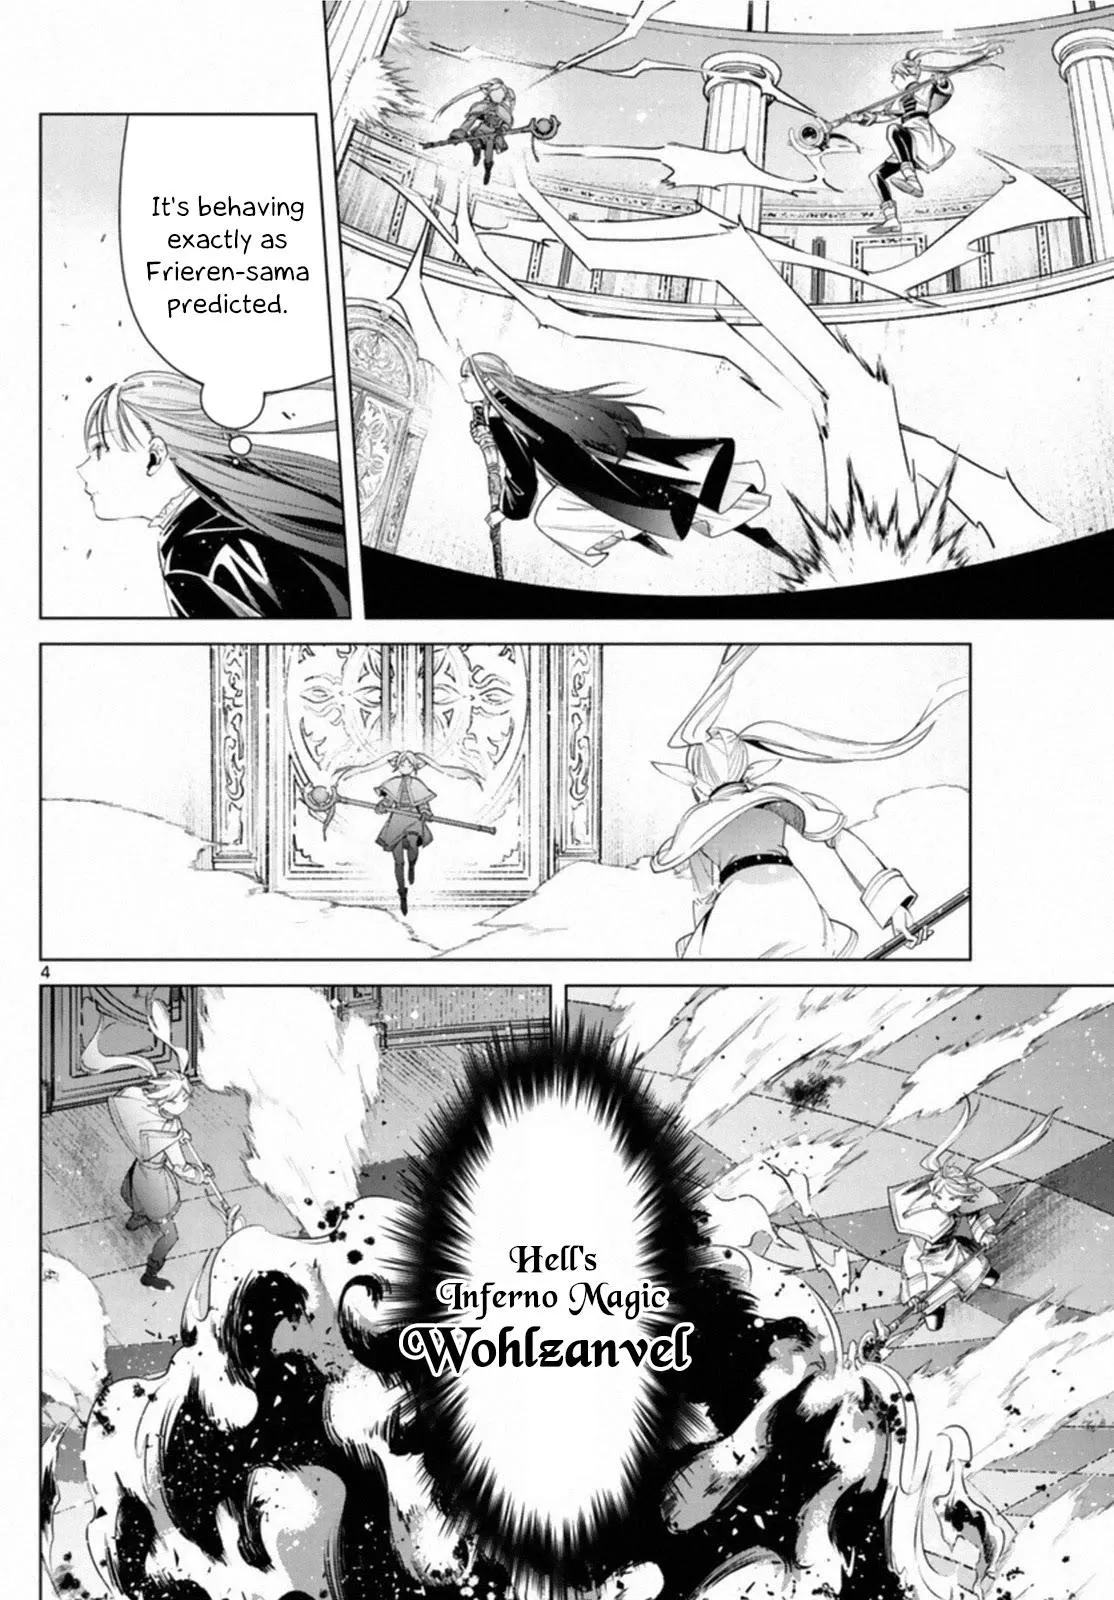 It's behaving
exactly as
Frieren-sama
predicted.
4
Hell's
Inferno Magic
Wohlzanvel